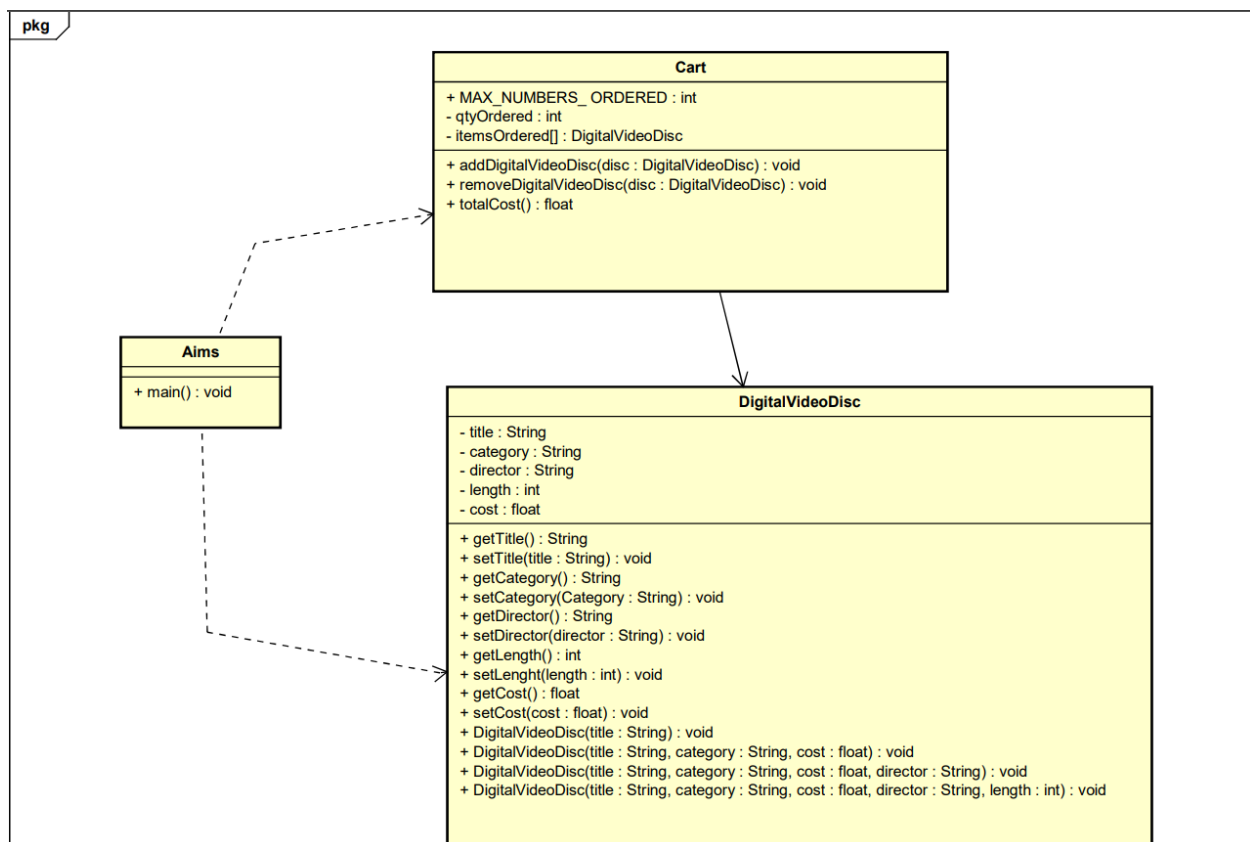 pkg
Cart
+ MAX_NUMBERS_ ORDERED : int
- qtyOrdered : int
- itemsOrdered[] : DigitalVideoDisc
+ addDigitalVideoDisc(disc : DigitalVideoDisc) : void
+ removeDigitalVideoDisc(disc : DigitalVideoDisc) : void
+ totalCost() : float
Aims
+ main() : void
DigitalVideoDisc
- title : String
- category : String
- director : String
- length : int
- cost : float
+ getTitle() : String
+ setTitle(title : String) : void
+ getCategory() : String
+ setCategory(Category : String) : void
+ getDirector() : String
+ setDirector(director : String) : void
+ getLength() : int
+ setLenght(length : int) : void
+ getCost() : float
+ setCost(cost : float) : void
+ DigitalVideoDisc(title : String) : void
+ DigitalVideoDisc(title : String, category : String, cost : float) : void
+ DigitalVideoDisc(title : String, category : String, cost : float, director : String) : void
+ DigitalVideoDisc(title : String, category : String, cost : float, director : String, length : int) : void